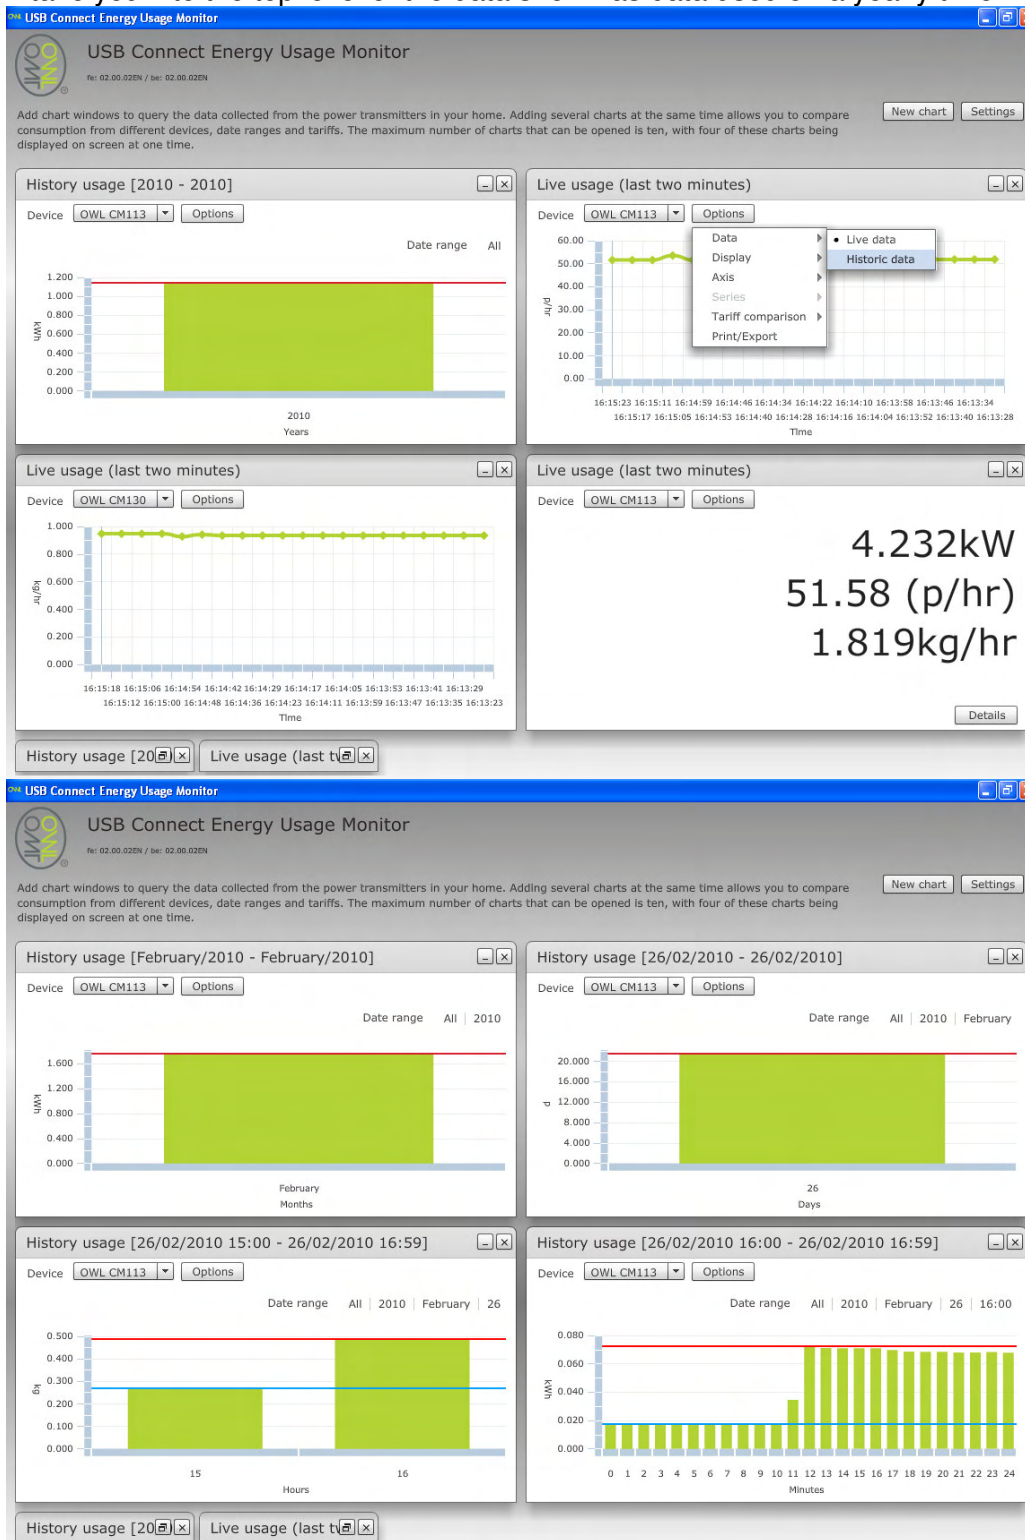 USB Connect Energy Usage Monitor
USB Connect Energy Usage Monitor
fe: 02.00.02EN / be: 02.00.02EN
Add chart windows to query the data collected from the power transmitters in your home. Adding several charts at the same time allows you to compare
consumption from different devices, date ranges and tariffs. The maximum number of charts that can be opened is ten, with four of these charts being
displayed on screen at one time.
New chart Settings
History usage [2010 - 2010]
Device OWL CM113 Options
Date range All
1.200
1.000
0.800
0.600
0.400
0.200
0.000
kWh
2010
Years
Live usage (last two minutes)
Device OWL CM113 Options
Data
Display
Axis
Series
Tariff comparison
Print/Export
• Live data
Historic data
60.00
50.00
40.00
30.00
20.00
10.00
0.00
p/hr
16:15:23 16:15:11 16:14:59 16:14:46 16:14:34 16:14:22 16:14:10 16:13:58 16:13:46 16:13:34
16:15:17 16:15:05 16:14:53 16:14:40 16:14:28 16:14:16 16:14:04 16:13:52 16:13:40 16:13:28
Time
Live usage (last two minutes)
Device OWL CM130 Options
1.000
0.800
0.600
0.400
0.200
0.000
kg/hr
16:15:18 16:15:06 16:14:54 16:14:42 16:14:29 16:14:17 16:14:05 16:13:53 16:13:41 16:13:29
16:15:12 16:15:00 16:14:48 16:14:36 16:14:23 16:14:11 16:13:59 16:13:47 16:13:35 16:13:23
Time
Live usage (last two minutes)
Device OWL CM113 Options
4.232kW
51.58 (p/hr)
1.819kg/hr
Details
History usage [20 Live usage (last tw
USB Connect Energy Usage Monitor
USB Connect Energy Usage Monitor
fe: 02.00.02EN / be: 02.00.02EN
Add chart windows to query the data collected from the power transmitters in your home. Adding several charts at the same time allows you to compare
consumption from different devices, date ranges and tariffs. The maximum number of charts that can be opened is ten, with four of these charts being
displayed on screen at one time.
New chart Settings
History usage [February/2010 - February/2010]
Device OWL CM113 Options
Date range All | 2010
1.600
1.200
0.800
0.400
0.000
kWh
February
Months
History usage [26/02/2010 - 26/02/2010]
Device OWL CM113 Options
Date range All | 2010 | February
20.000
16.000
12.000
8.000
4.000
0.000
p
26
Days
History usage [26/02/2010 15:00 - 26/02/2010 16:59]
Device OWL CM113 Options
Date range All | 2010 | February | 26
0.500
0.400
0.300
0.200
0.100
0.000
kg
15 16
Hours
History usage [26/02/2010 16:00 - 26/02/2010 16:59]
Device OWL CM113 Options
Date range All | 2010 | February | 26 | 16:00
0.080
0.060
0.040
0.020
0.000
kWh
0 1 2 3 4 5 6 7 8 9 10 11 12 13 14 15 16 17 18 19 20 21 22 23 24
Minutes
History usage [20 Live usage (last tw